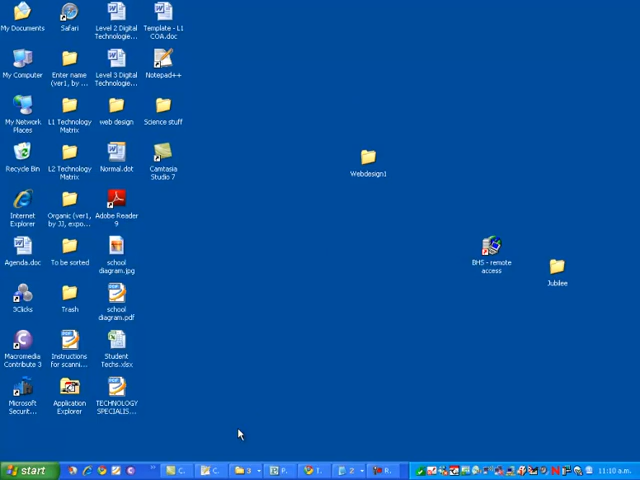 My Documents
Safari
Level 2 Digital
Technologie...
Template - L1
COA.doc
My Computer
Enter name
(ver1, by ...
Level 3 Digital
Technologie...
Notepad++
My Network
Places
L1 Technology
Matrix
web design
Science stuff
Recycle Bin
L2 Technology
Matrix
Normal.dot
Camtasia
Studio 7
Webdesign1
Internet
Explorer
Organic (ver1,
by JJ, expo...
Adobe Reader
9
Agenda.doc
To be sorted
school
diagram.jpg
BHS - remote
access
Jubilee
3Clicks
Trash
school
diagram.pdf
Macromedia
Contribute 3
Instructions
for scanni...
Student
Techs.xlsx
Microsoft
Securit...
Application
Explorer
TECHNOLOGY
SPECIALIS...
start
C.
C.
3
P.
2
R.
11:10 a.m.